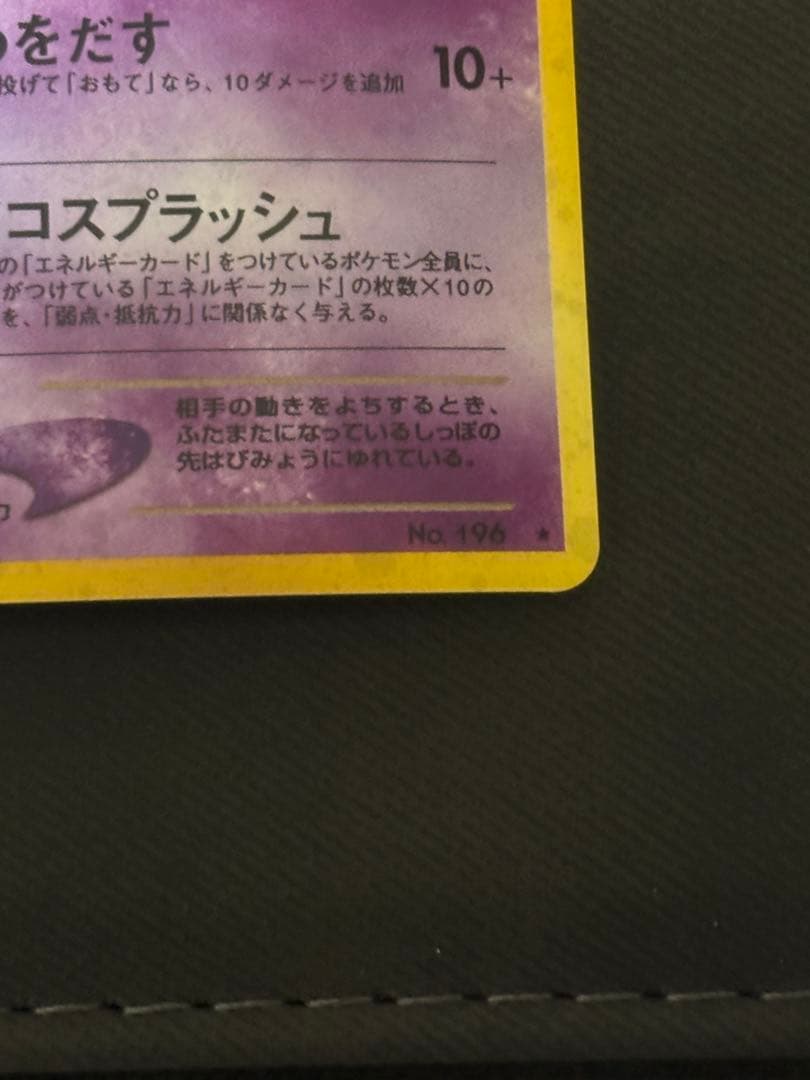 をだす
投げて「おもて」なら、10ダメージを追加
10+
コスプラッシュ
の「エネルギーカード」をつけているポケモン全員に、
がつけている「エネルギーカード」の枚数×10の
を、「弱点・抵抗力」に関係なく与える。
相手の動きをよちするとき、
ふたまたになっているしっぽの
先はびみょうにゆれている。
No. 196 ★